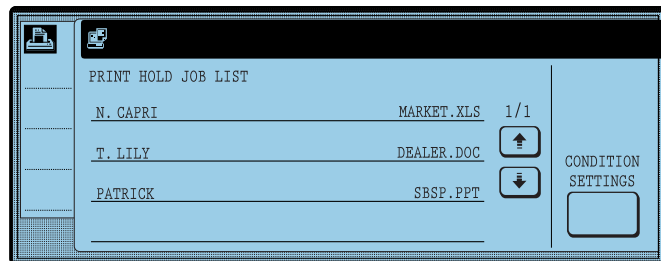 PRINT HOLD JOB LIST
N. CAPRI MARKET.XLS 1/1
T. LILY DEALER.DOC
PATRICK SBSP.PPT
CONDITION
SETTINGS